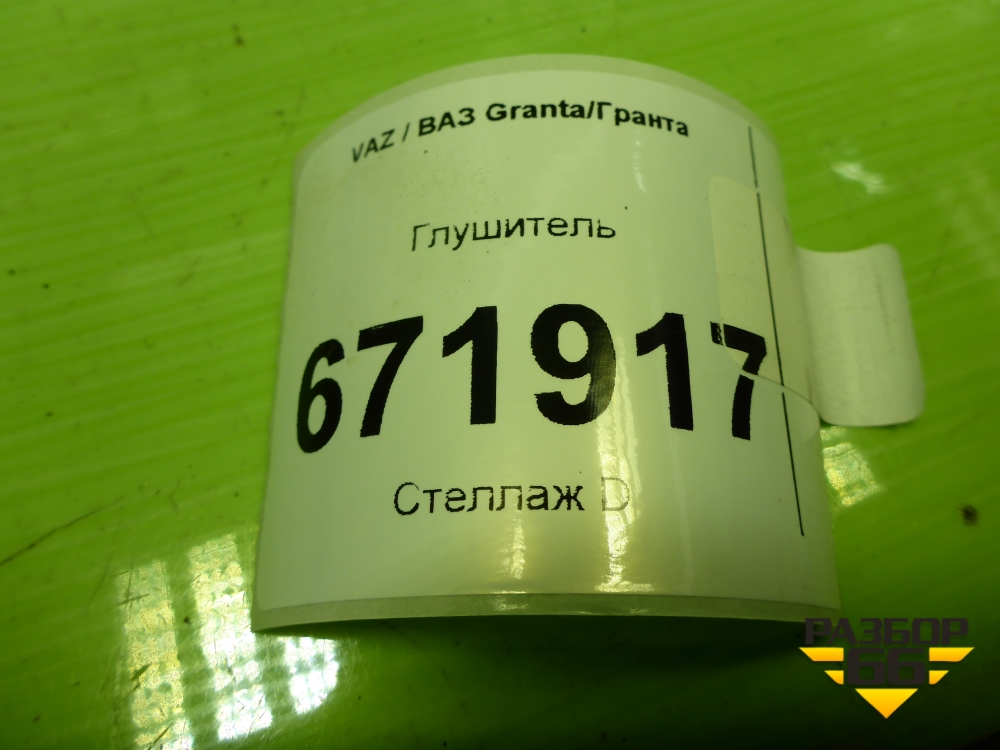 VAZ / ВАЗ Granta/Гранта
Глушитель
671917
Стеллаж D
РАЗБОР
66